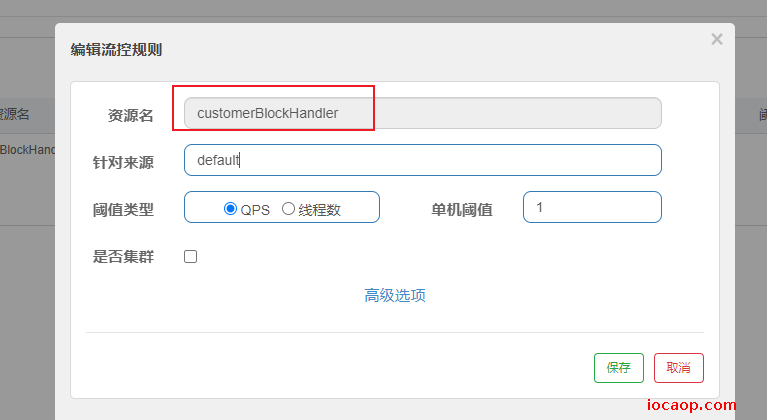 编辑流控规则
×
资源名
资源名 customerBlockHandler
阈
BlockHand
针对来源 default
阈值类型 QPS 线程数 单机阈值 1
是否集群
高级选项
保存 取消
iocaop.com